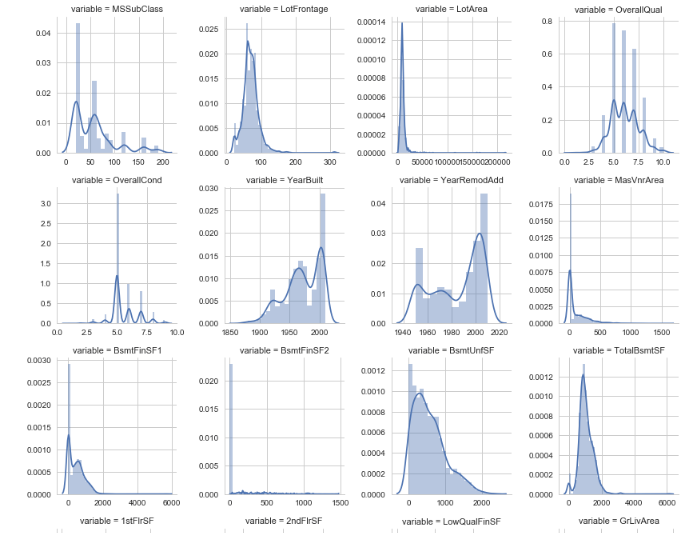 variable = MSSubClass variable = LotFrontage variable = LotArea variable = OverallQual
0.04 0.03 0.02 0.01 0.00
0 50 100 150 200
0.025 0.020 0.015 0.010 0.005 0.000
100 200 300
0.00014 0.00012 0.00010 0.00008 0.00006 0.00004 0.00002 0.00000
0 50000 100000150000200000
0.8 0.6 0.4 0.2 0.0
0.0 2.5 5.0 7.5 10.0
variable = OverallCond variable = YearBuilt variable = YearRemodAdd variable = MasVnrArea
3.0 2.5 2.0 1.5 1.0 0.5 0.0
0.0 2.5 5.0 7.5 10.0
0.030 0.025 0.020 0.015 0.010 0.005 0.000
1850 1900 1950 2000
0.04 0.03 0.02 0.01 0.00
1940 1960 1980 2000 2020
0.0175 0.0150 0.0125 0.0100 0.0075 0.0050 0.0025 0.0000
0 500 1000 1500
variable = BsmtFinSF1 variable = BsmtFinSF2 variable = BsmtUnfSF variable = TotalBsmtSF
0.0030 0.0025 0.0020 0.0015 0.0010 0.0005 0.0000
0 2000 4000 6000
0.020 0.015 0.010 0.005 0.000
0 500 1000 1500
0.0012 0.0010 0.0008 0.0006 0.0004 0.0002 0.0000
0 1000 2000
0.0012 0.0010 0.0008 0.0006 0.0004 0.0002 0.0000
0 2000 4000 6000
variable = 1stFlrSF variable = 2ndFlrSF variable = LowQualFinSF variable = GrLivArea